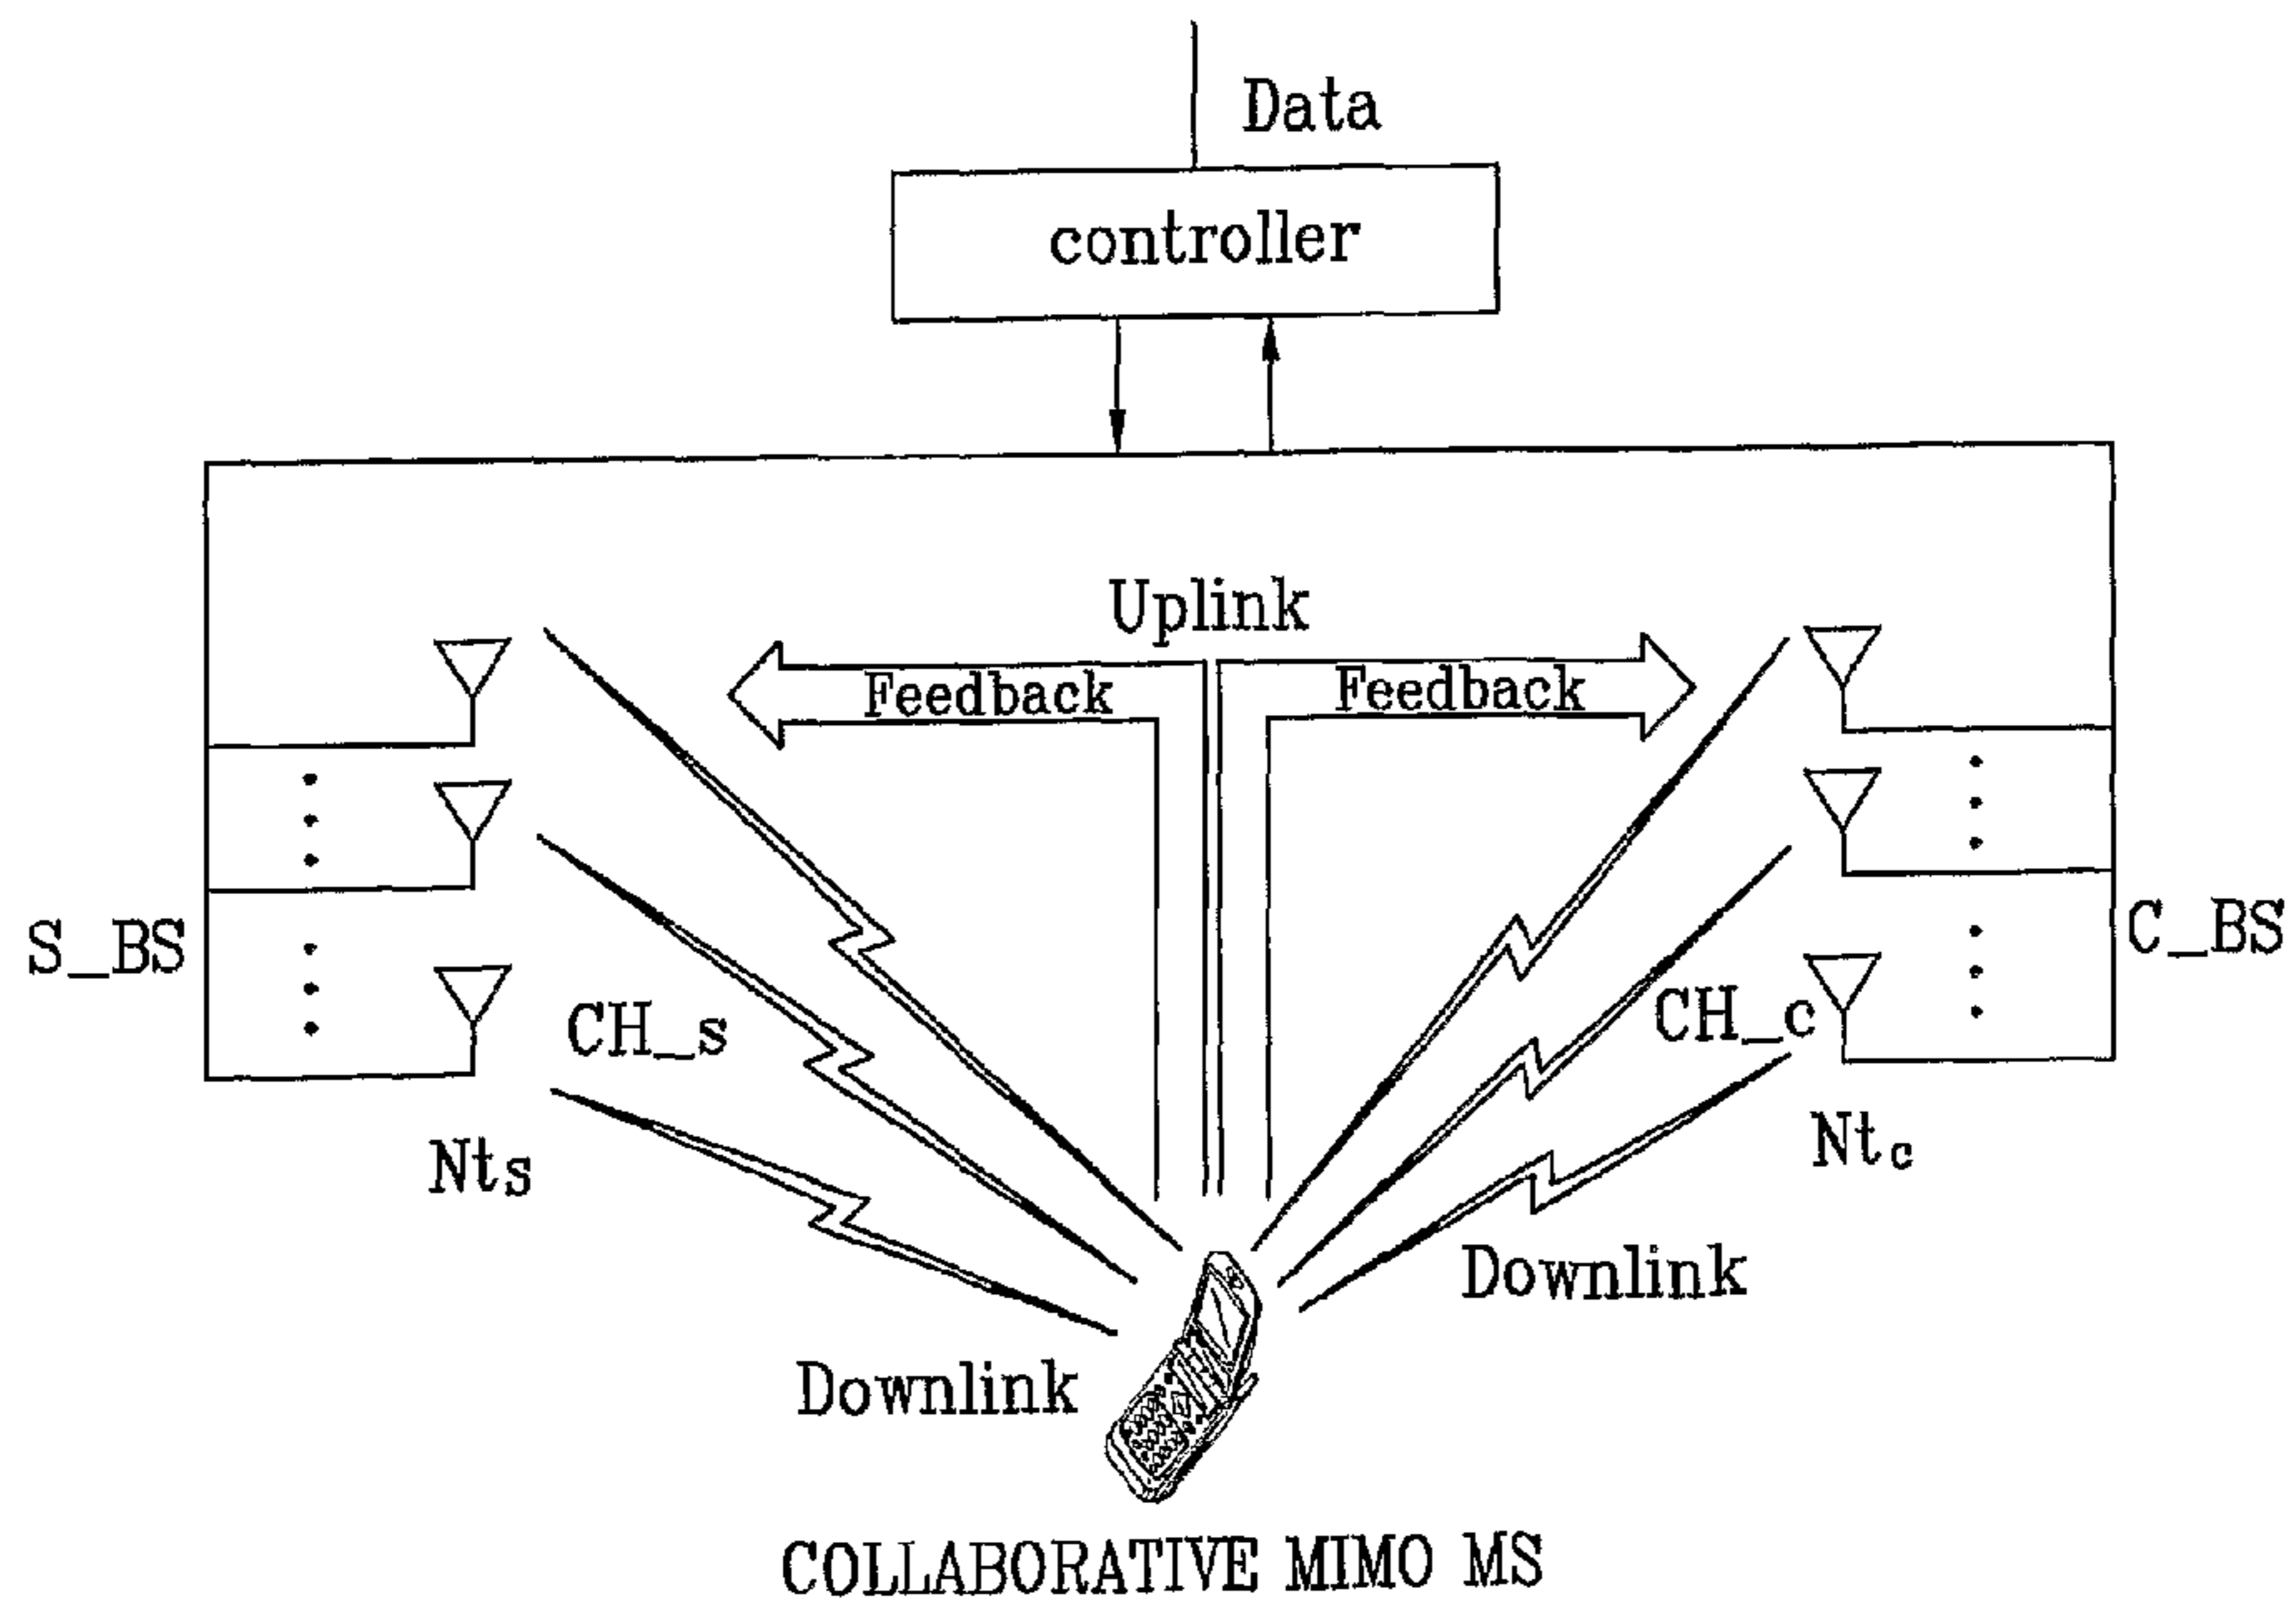 Data
controller
Uplink
Feedback
Feedback
S_BS
C_BS
CH_s
CH_c
Nts
Ntc
Downlink
Downlink
COLLABORATIVE MIMO MS